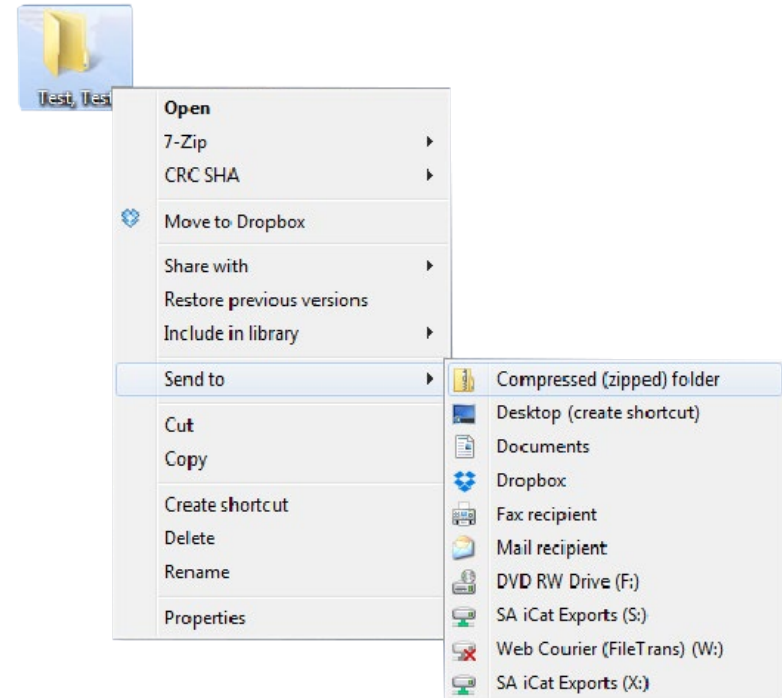 Test, Test
Open
7-Zip
CRC SHA
Move to Dropbox
Share with
Restore previous versions
Include in library
Send to
Cut
Copy
Create shortcut
Delete
Rename
Properties
Compressed (zipped) folder
Desktop (create shortcut)
Documents
Dropbox
Fax recipient
Mail recipient
DVD RW Drive (F:)
SA iCat Exports (S:)
Web Courier (FileTrans) (W:)
SA iCat Exports (X:)